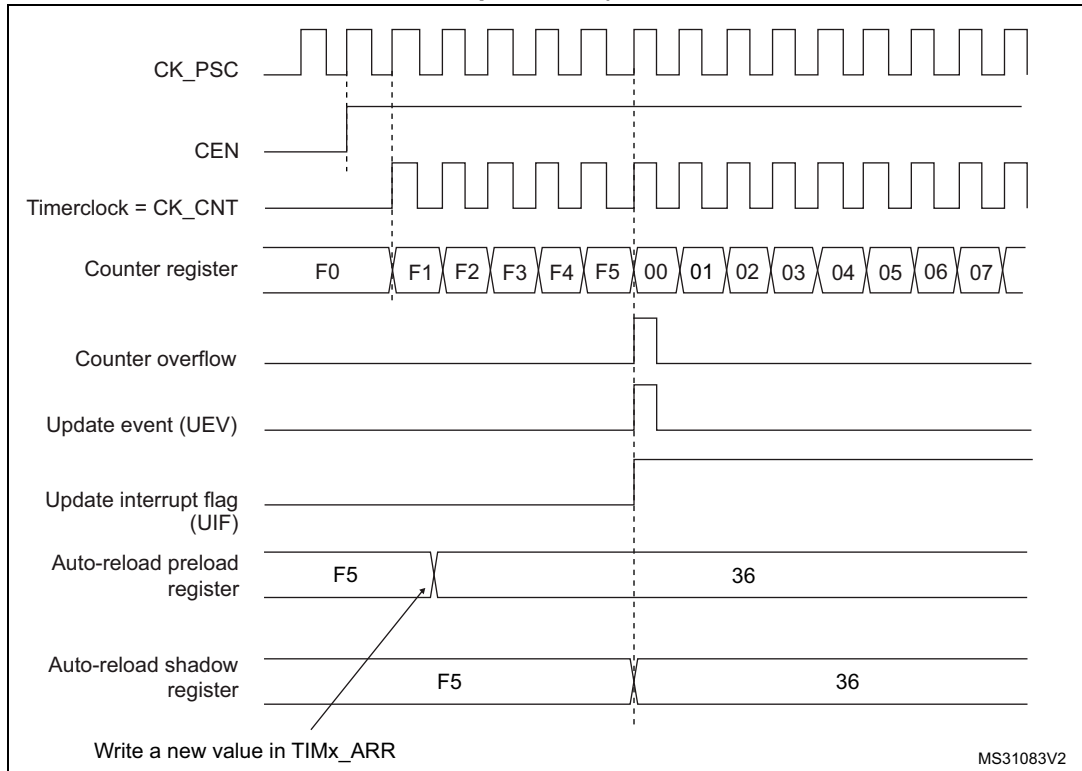 CK_PSC
CEN
Timerclock = CK_CNT
Counter register
F0 F1 F2 F3 F4 F5 00 01 02 03 04 05 06 07
Counter overflow
Update event (UEV)
Update interrupt flag
(UIF)
Auto-reload preload
register
F5 36
Auto-reload shadow
register
F5 36
Write a new value in TIMx_ARR
MS31083V2